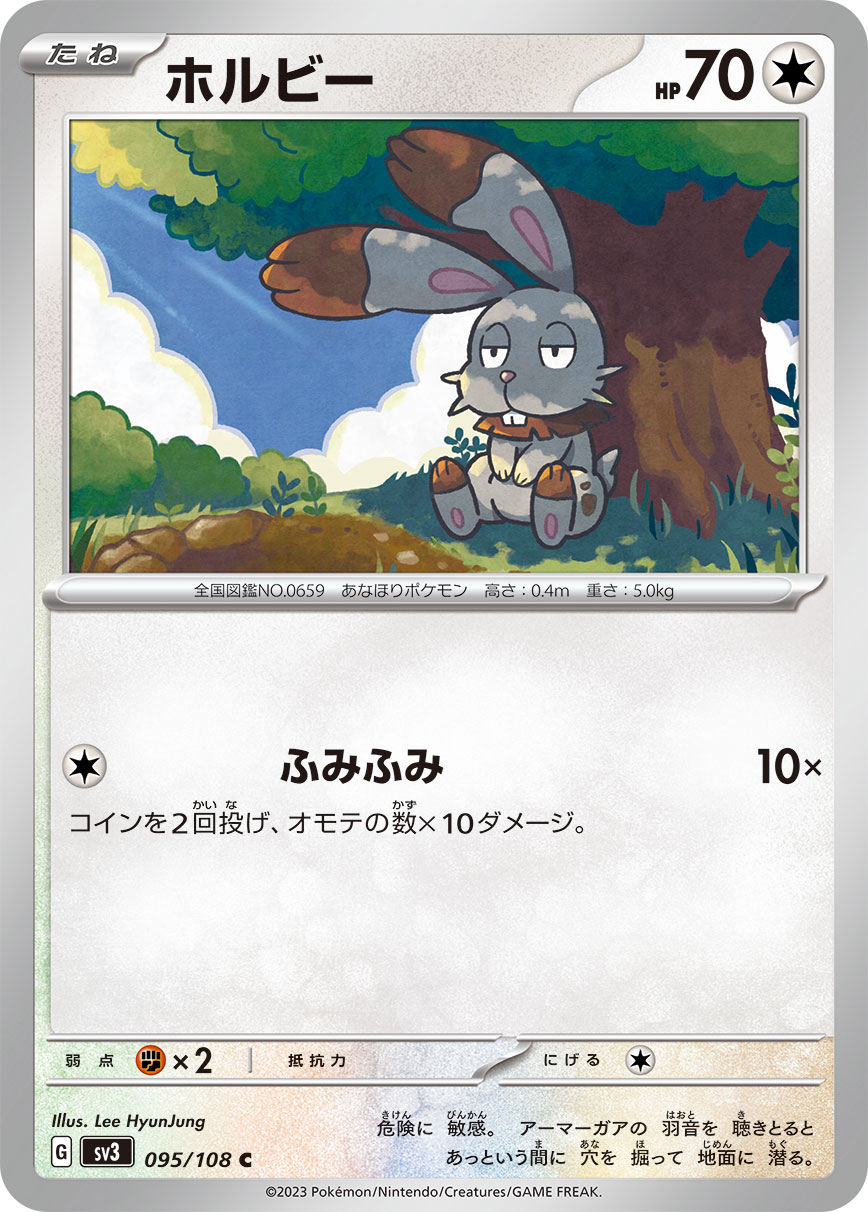 たね
ホルビー
HP70
全国図鑑NO.0659 あなほりポケモン 高さ：0.4m 重さ：5.0kg
ふみふみ 10×
コインを2回投げ、オモテの数×10ダメージ。
弱点 ×2 抵抗力 にげる
Illus. Lee HyunJung
G sv3 095/108 C
危険に 敏感。 アーマーガアの 羽音を 聴きとると
あっという間に 穴を 掘って 地面に 潜る。
©2023 Pokémon/Nintendo/Creatures/GAME FREAK.